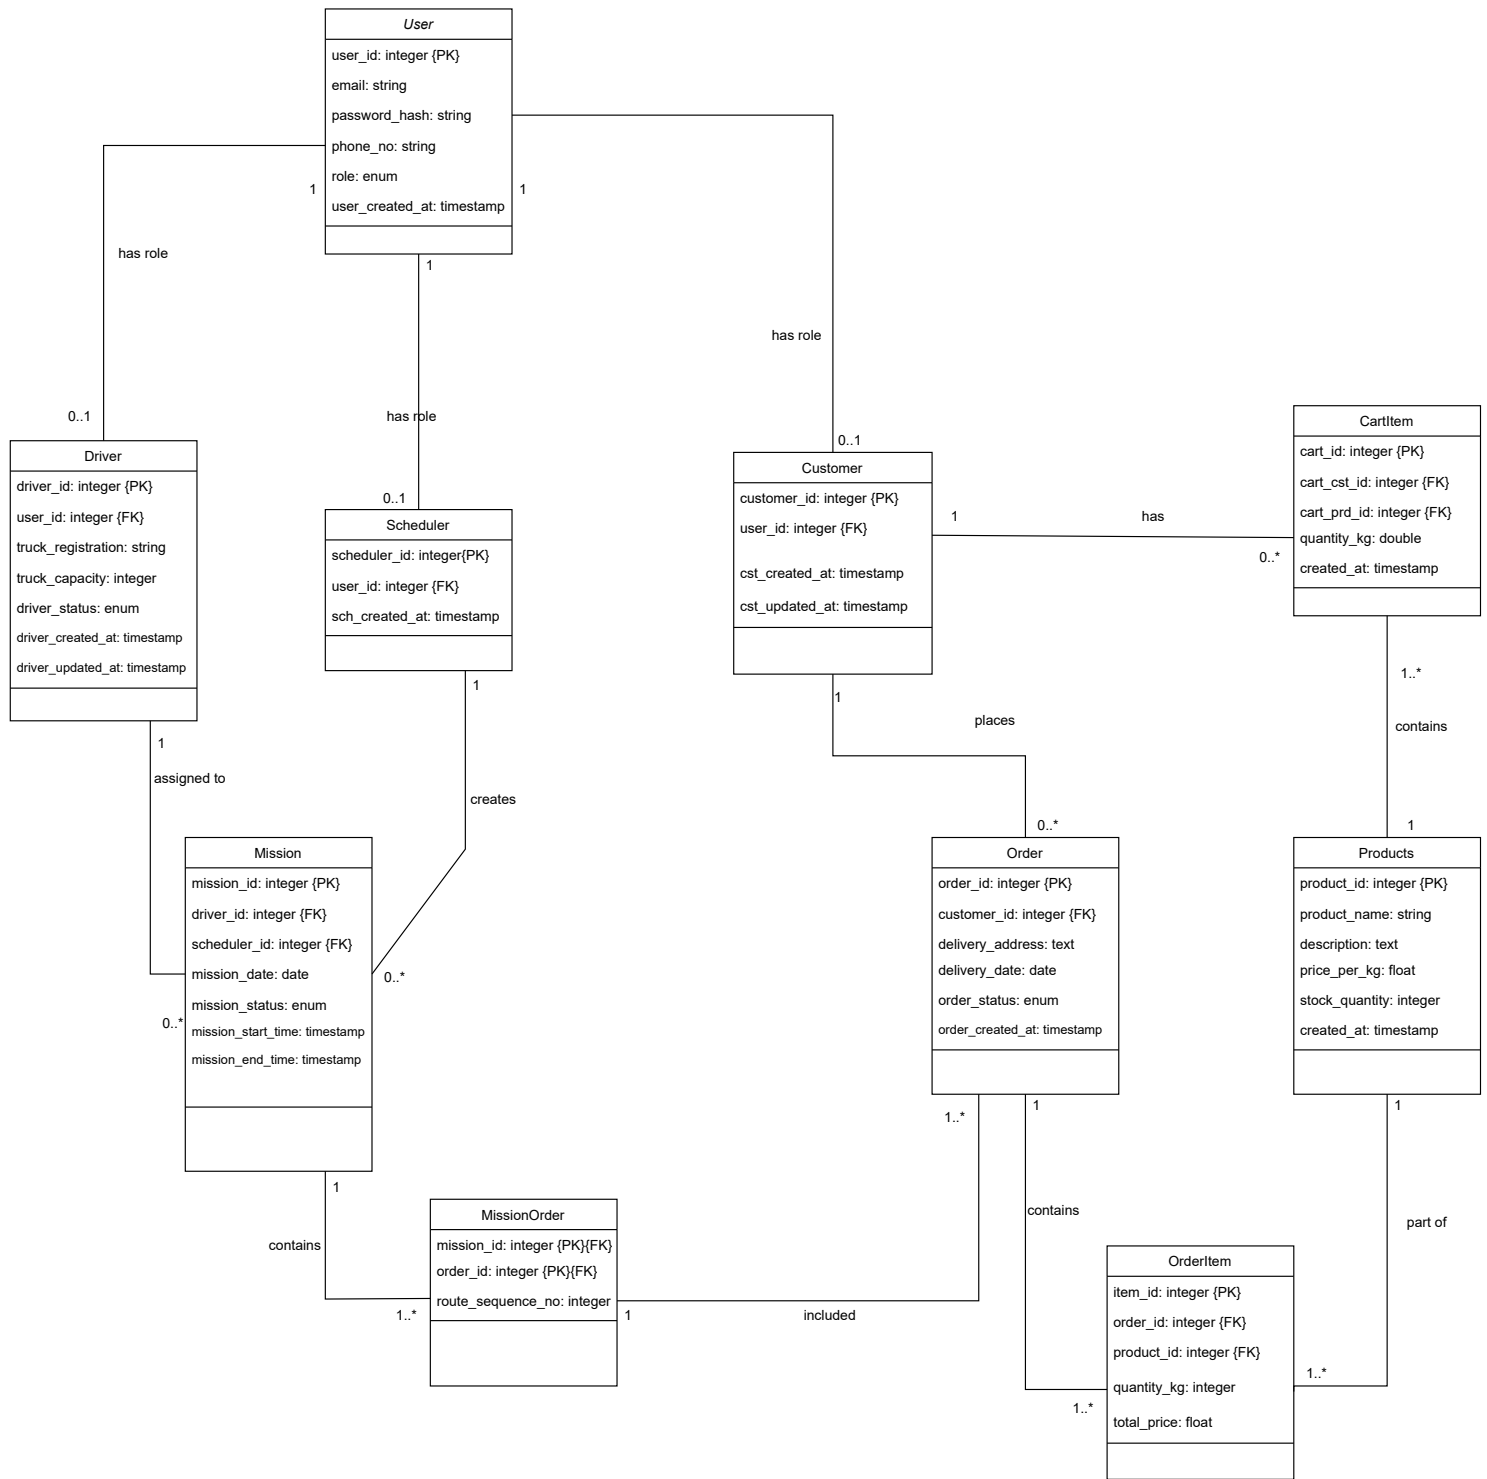 User
user_id: integer {PK}
email: string
password_hash: string
phone_no: string
role: enum
user_created_at: timestamp
1
1
1
has role
has role
has role
0..1
0..1
0..1
Driver
driver_id: integer {PK}
user_id: integer {FK}
truck_registration: string
truck_capacity: integer
driver_status: enum
driver_created_at: timestamp
driver_updated_at: timestamp
Scheduler
scheduler_id: integer{PK}
user_id: integer {FK}
sch_created_at: timestamp
Customer
customer_id: integer {PK}
user_id: integer {FK}
cst_created_at: timestamp
cst_updated_at: timestamp
1
has
0..*
CartItem
cart_id: integer {PK}
cart_cst_id: integer {FK}
cart_prd_id: integer {FK}
quantity_kg: double
created_at: timestamp
1
assigned to
0..*
1
creates
0..*
1
places
0..*
1..*
contains
1
Mission
mission_id: integer {PK}
driver_id: integer {FK}
scheduler_id: integer {FK}
mission_date: date
mission_status: enum
mission_start_time: timestamp
mission_end_time: timestamp
Order
order_id: integer {PK}
customer_id: integer {FK}
delivery_address: text
delivery_date: date
order_status: enum
order_created_at: timestamp
Products
product_id: integer {PK}
product_name: string
description: text
price_per_kg: float
stock_quantity: integer
created_at: timestamp
1
contains
1..*
MissionOrder
mission_id: integer {PK}{FK}
order_id: integer {PK}{FK}
route_sequence_no: integer
1
included
1..*
1
contains
1..*
1
part of
1..*
OrderItem
item_id: integer {PK}
order_id: integer {FK}
product_id: integer {FK}
quantity_kg: integer
total_price: float